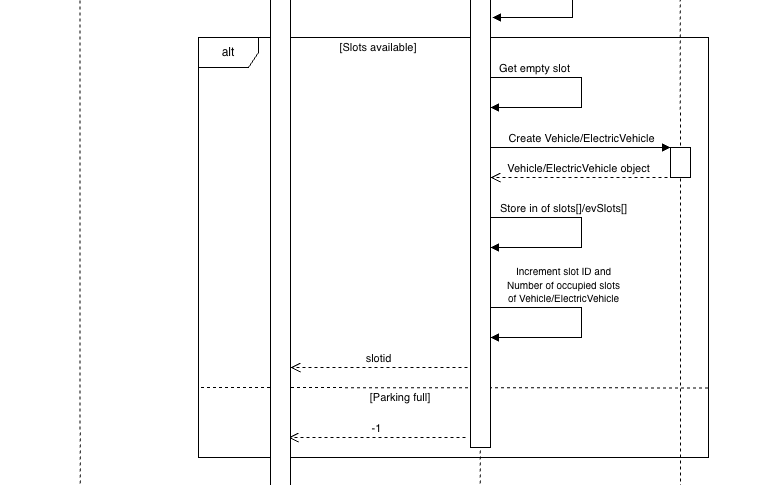 alt
[Slots available]
Get empty slot
Create Vehicle/ElectricVehicle
Vehicle/ElectricVehicle object
Store in of slots[]/evSlots[]
Increment slot ID and
Number of occupied slots
of Vehicle/ElectricVehicle
slotid
[Parking full]
-1